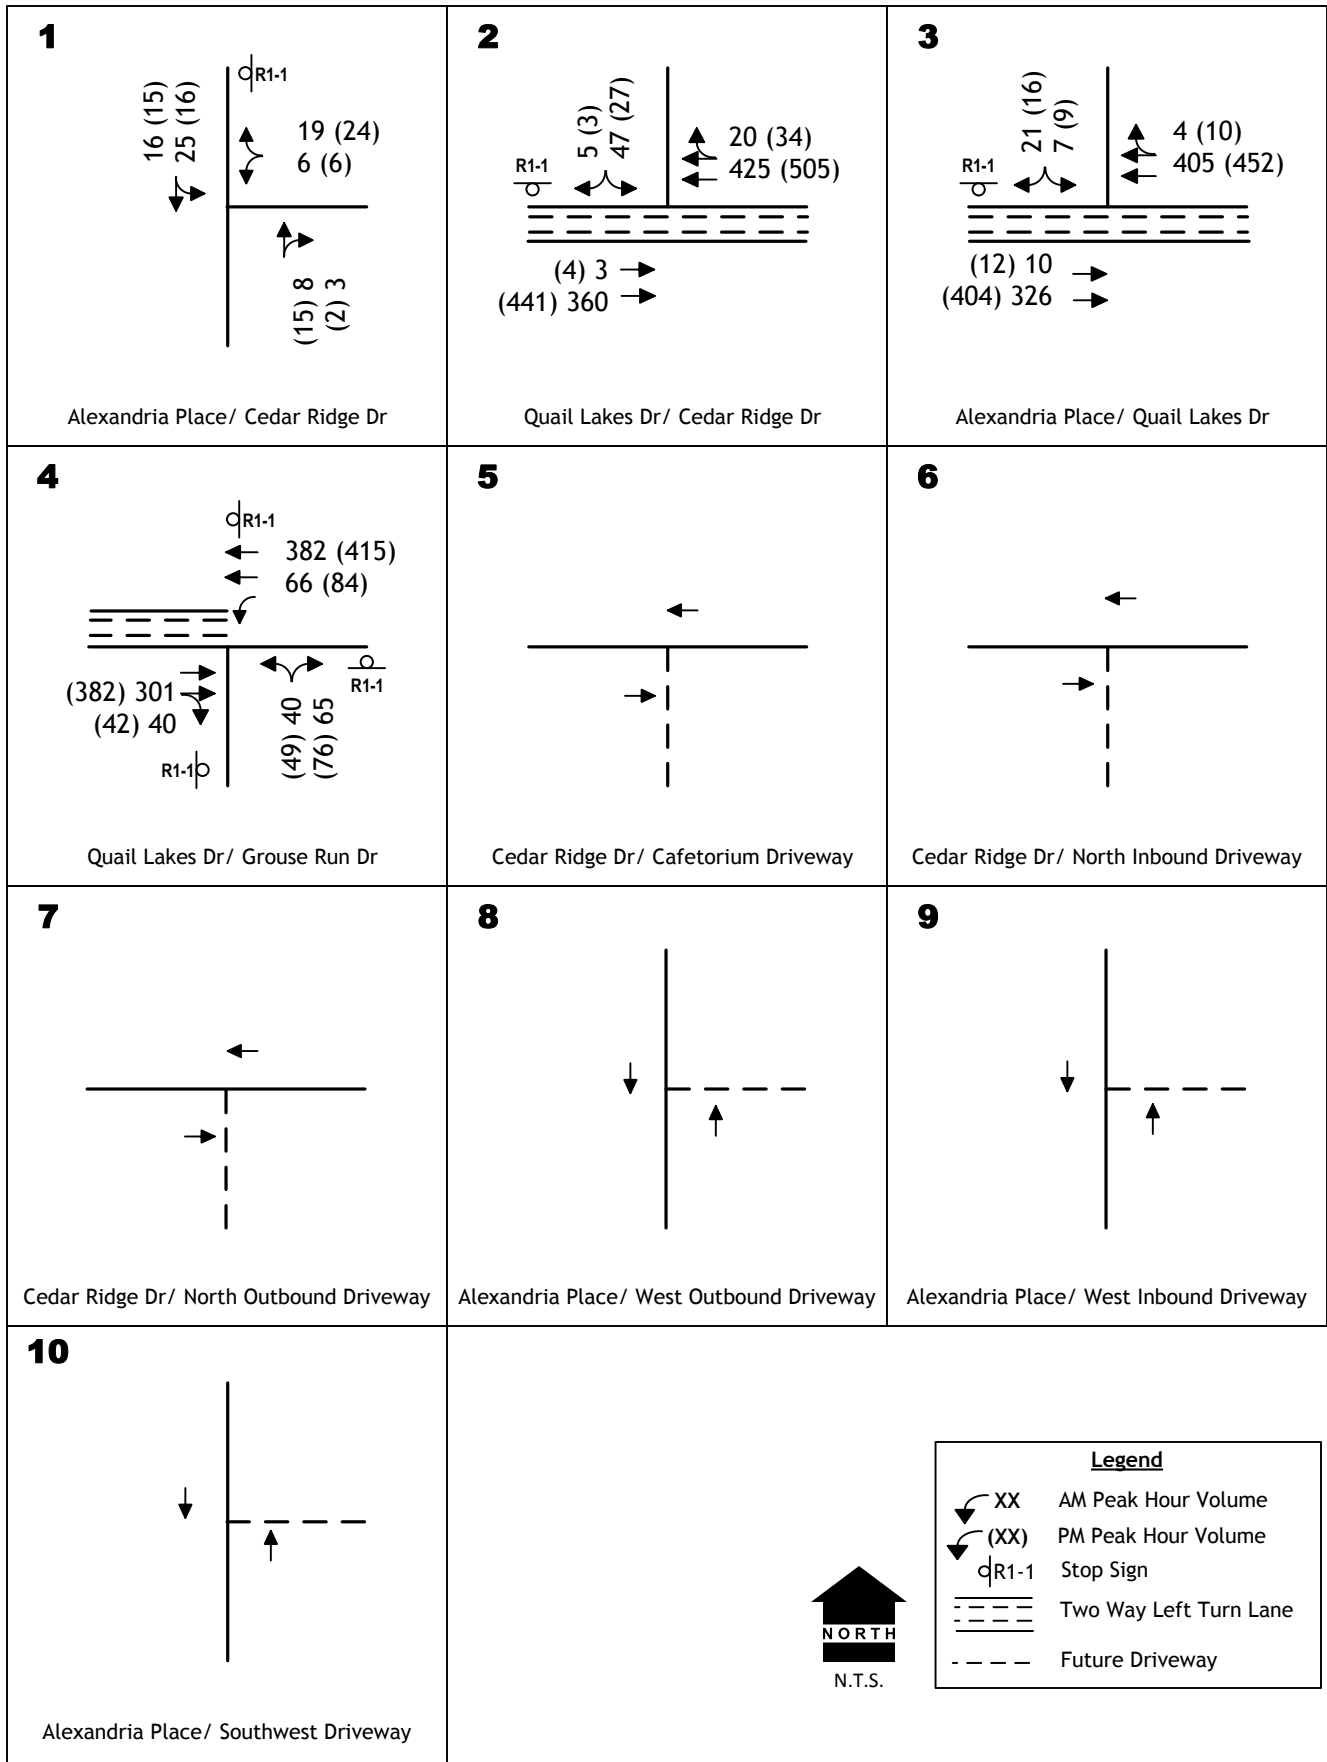 1
R1-1
16 (15)
25 (16)
19 (24)
6 (6)
(15) 8
(2) 3
Alexandria Place/ Cedar Ridge Dr
2
5 (3)
47 (27)
20 (34)
425 (505)
R1-1
(4) 3
(441) 360
Quail Lakes Dr/ Cedar Ridge Dr
3
21 (16)
7 (9)
4 (10)
405 (452)
R1-1
(12) 10
(404) 326
Alexandria Place/ Quail Lakes Dr
4
R1-1
382 (415)
66 (84)
(382) 301
(42) 40
R1-1
(49) 40
(76) 65
R1-1
Quail Lakes Dr/ Grouse Run Dr
5
Cedar Ridge Dr/ Cafetorium Driveway
6
Cedar Ridge Dr/ North Inbound Driveway
7
Cedar Ridge Dr/ North Outbound Driveway
8
Alexandria Place/ West Outbound Driveway
9
Alexandria Place/ West Inbound Driveway
10
Alexandria Place/ Southwest Driveway
NORTH
N.T.S.
Legend
XX AM Peak Hour Volume
(XX) PM Peak Hour Volume
R1-1 Stop Sign
Two Way Left Turn Lane
Future Driveway